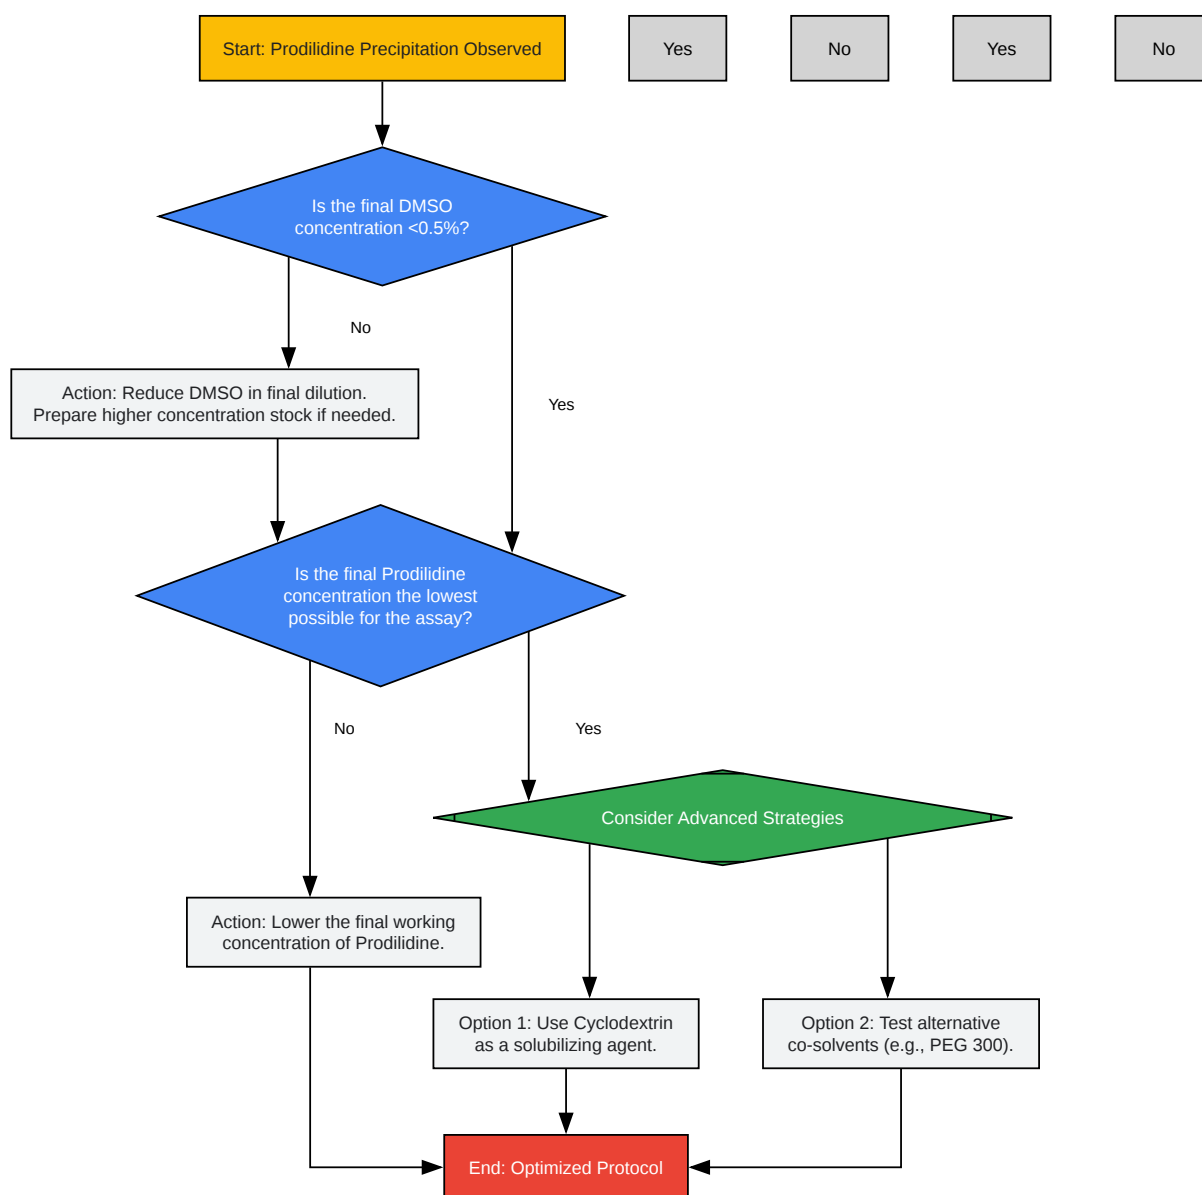 Start: Prodilidine Precipitation Observed
Yes
No
Yes
No
Is the final DMSO
concentration <0.5%?
No
Action: Reduce DMSO in final dilution.
Prepare higher concentration stock if needed.
Yes
Is the final Prodilidine
concentration the lowest
possible for the assay?
No
Yes
Consider Advanced Strategies
Action: Lower the final working
concentration of Prodilidine.
Option 1: Use Cyclodextrin
as a solubilizing agent.
Option 2: Test alternative
co-solvents (e.g., PEG 300).
End: Optimized Protocol